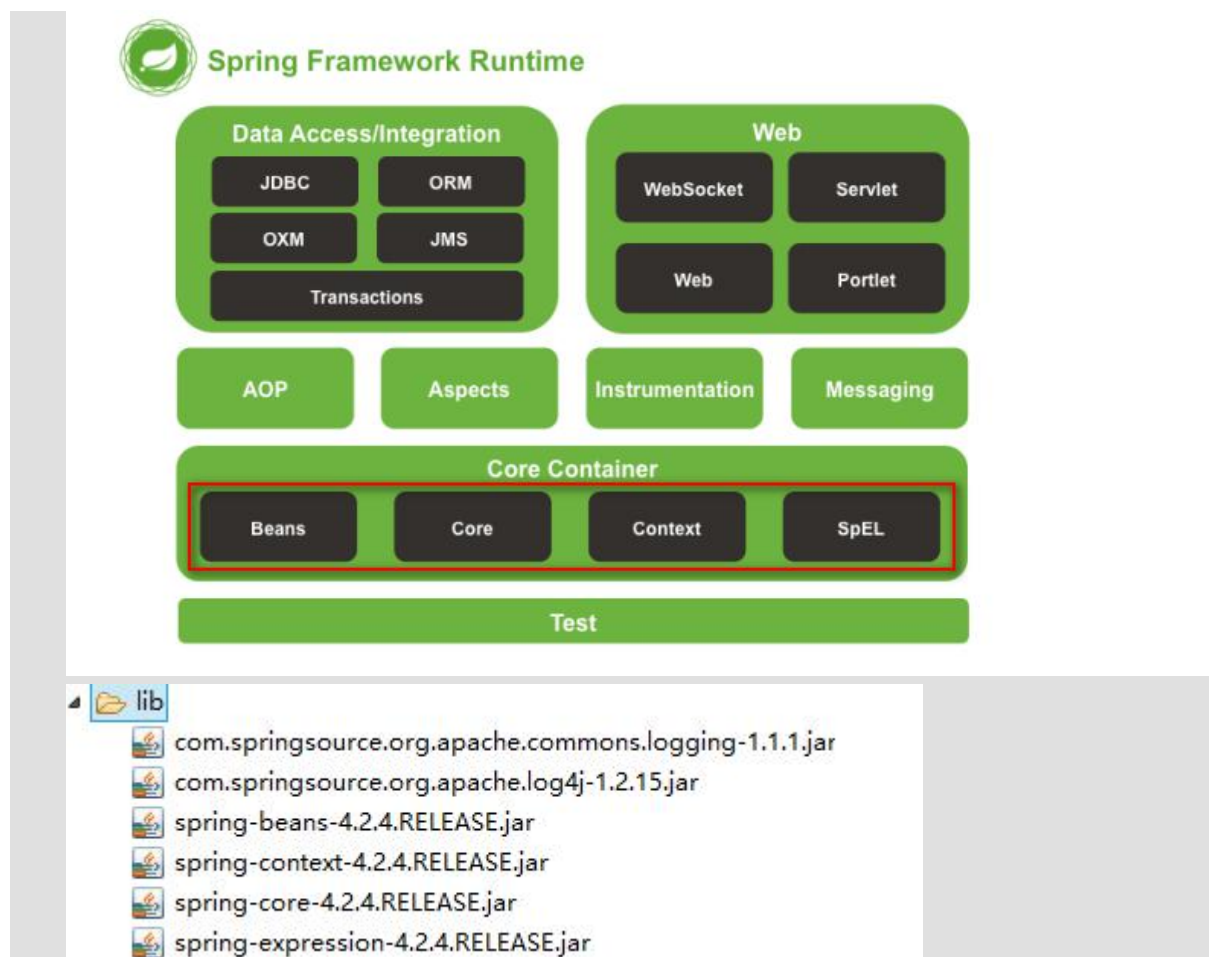 Spring Framework Runtime
Data Access/Integration
Web
JDBC
ORM
WebSocket
Servlet
OXM
JMS
Web
Portlet
Transactions
AOP
Aspects
Instrumentation
Messaging
Core Container
Beans
Core
Context
SpEL
Test
lib
com.springsource.org.apache.commons.logging-1.1.1.jar
com.springsource.org.apache.log4j-1.2.15.jar
spring-beans-4.2.4.RELEASE.jar
spring-context-4.2.4.RELEASE.jar
spring-core-4.2.4.RELEASE.jar
spring-expression-4.2.4.RELEASE.jar